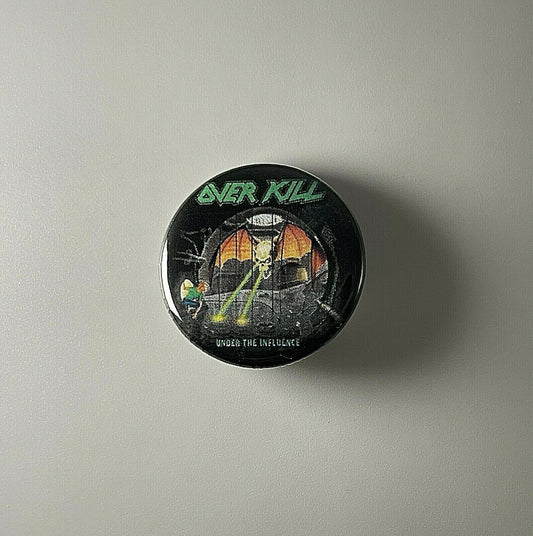 OVER KILL
UNDER THE INFLUENCE